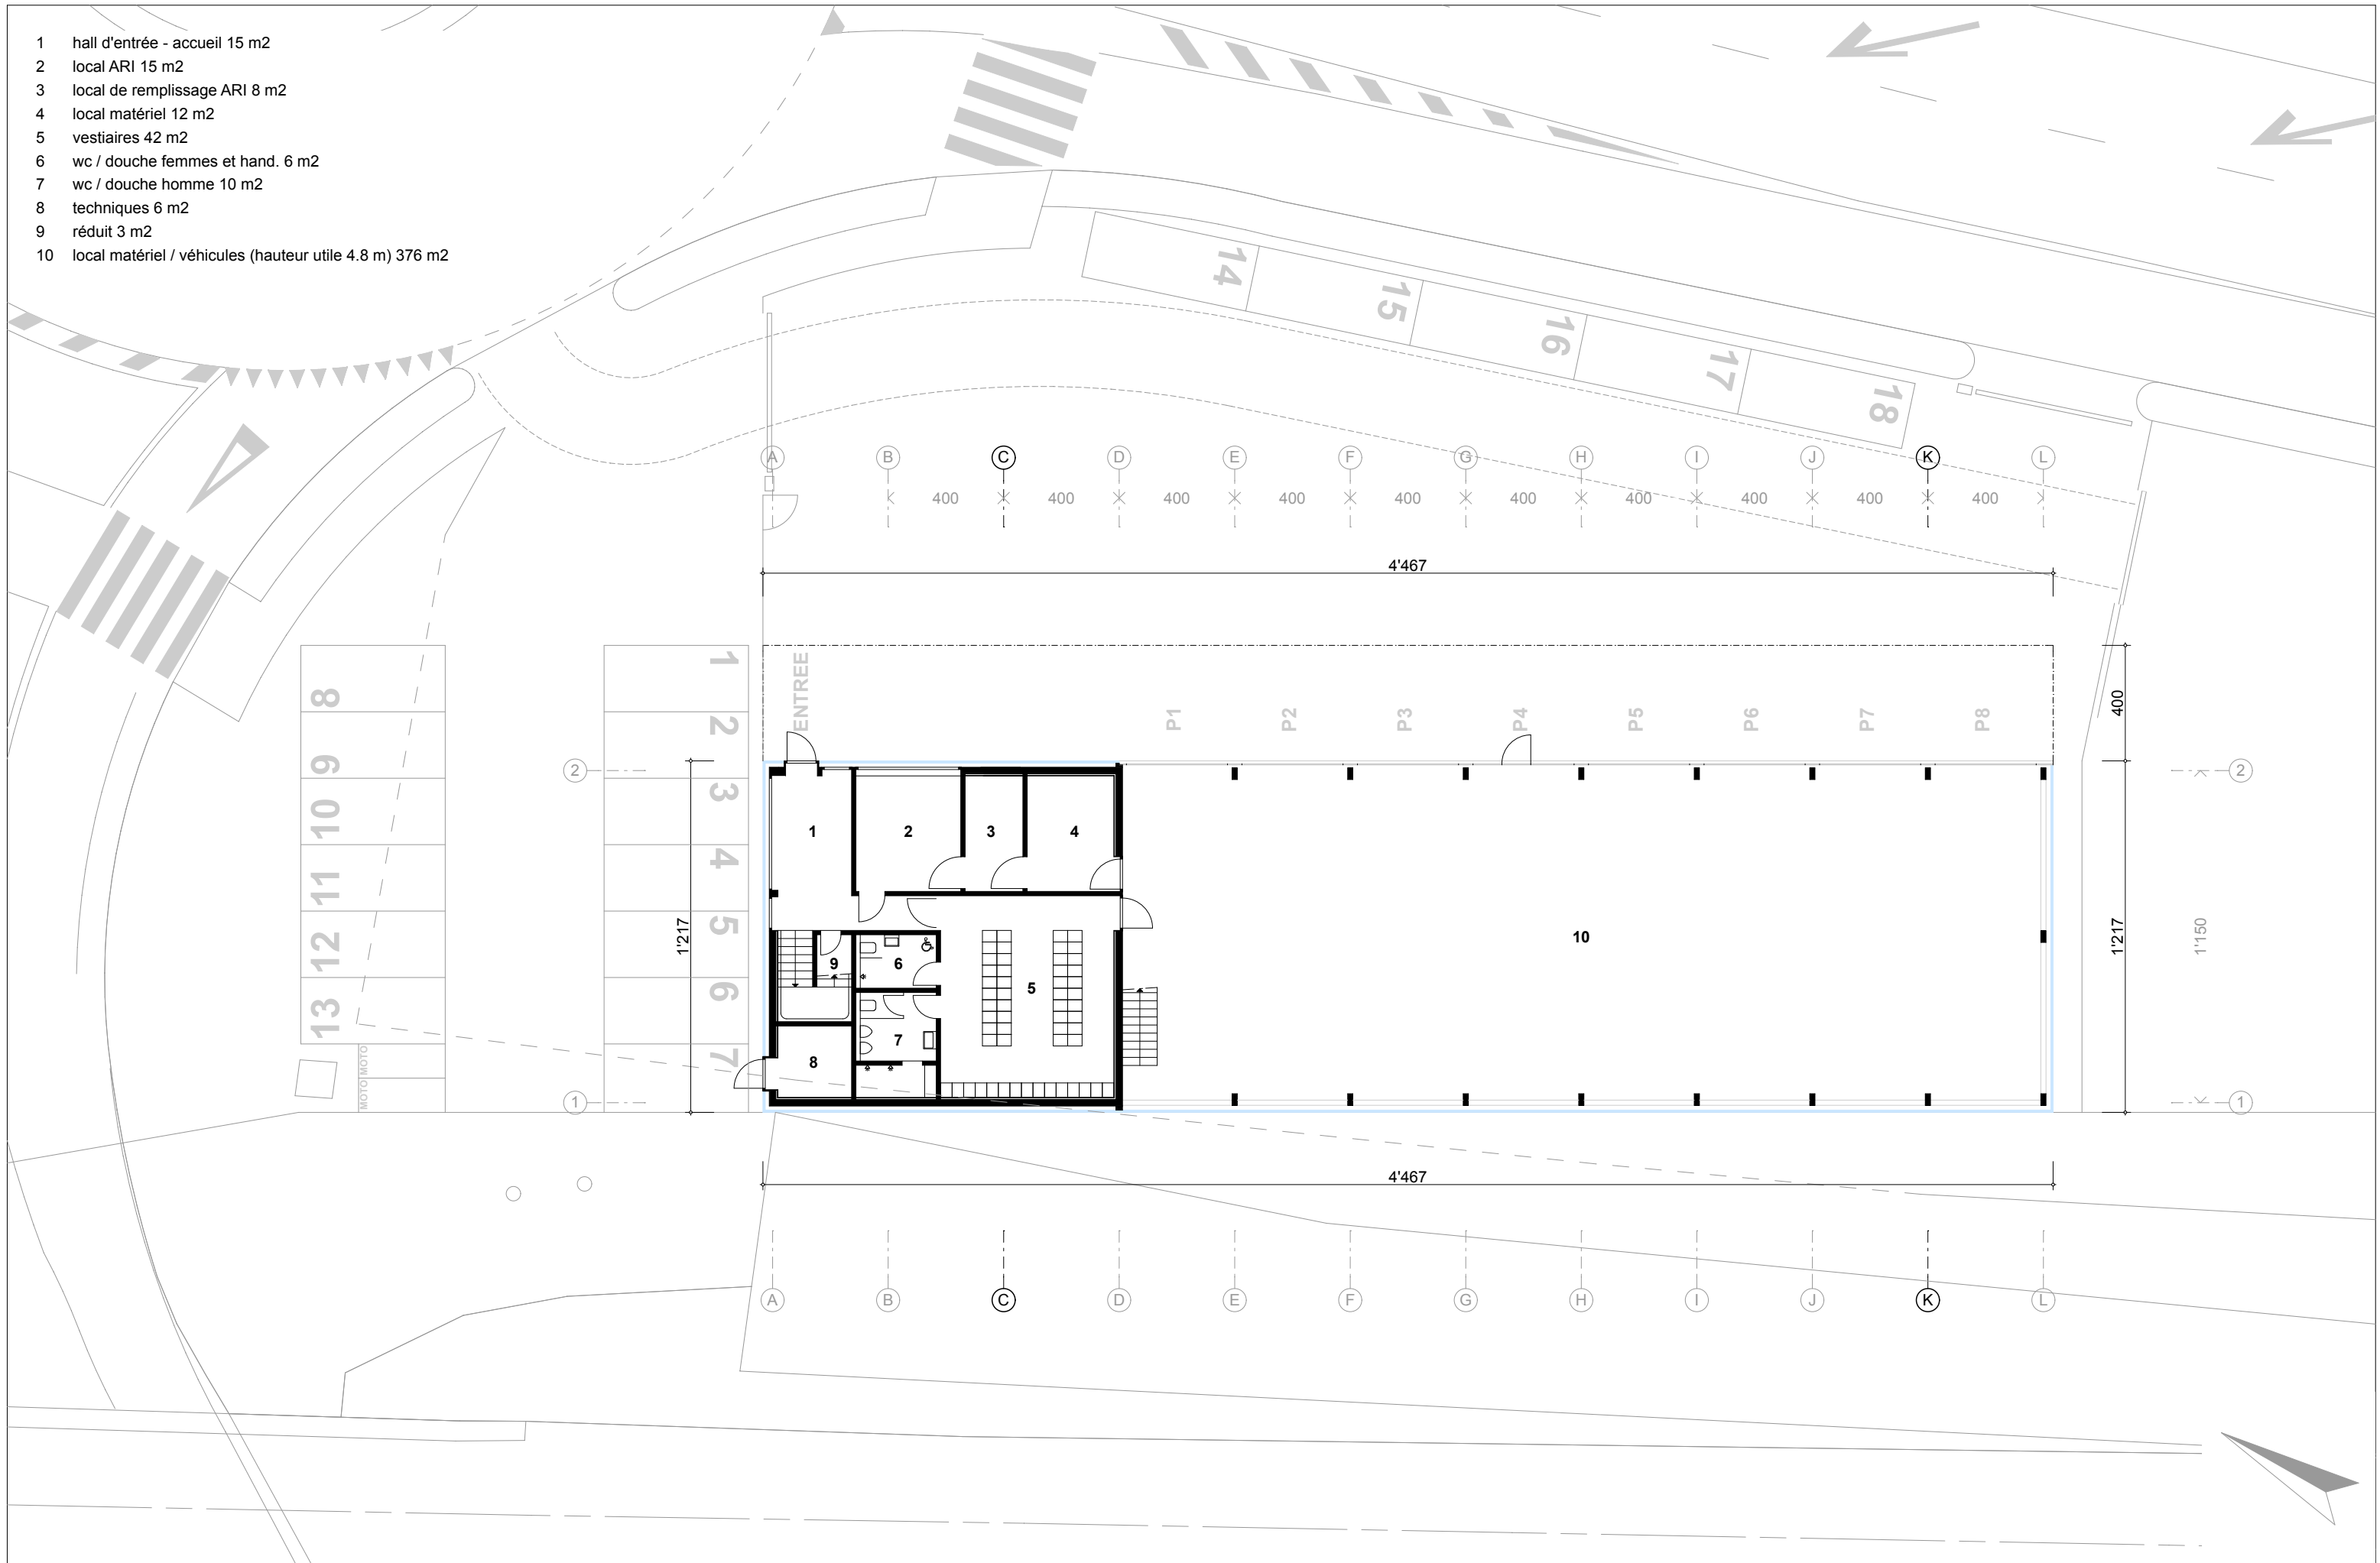 1 hall d'entrée - accueil 15 m2
2 local ARI 15 m2
3 local de remplissage ARI 8 m2
4 local matériel 12 m2
5 vestiaires 42 m2
6 wc / douche femmes et hand. 6 m2
7 wc / douche homme 10 m2
8 techniques 6 m2
9 réduit 3 m2
10 local matériel / véhicules (hauteur utile 4.8 m) 376 m2
14
15
16
17
18
A B C D E F G H I J K L
400 400 400 400 400 400 400 400 400 400
4'467
1
2
3
4
5
6
7
8
9
10
11
12
13
MOTO MOTO
ENTREE
P1 P2 P3 P4 P5 P6 P7 P8
400
2
2
1 2 3 4
1'217
1'217
1'150
10
9 6
5
7
8
1
1
4'467
A B C D E F G H I J K L